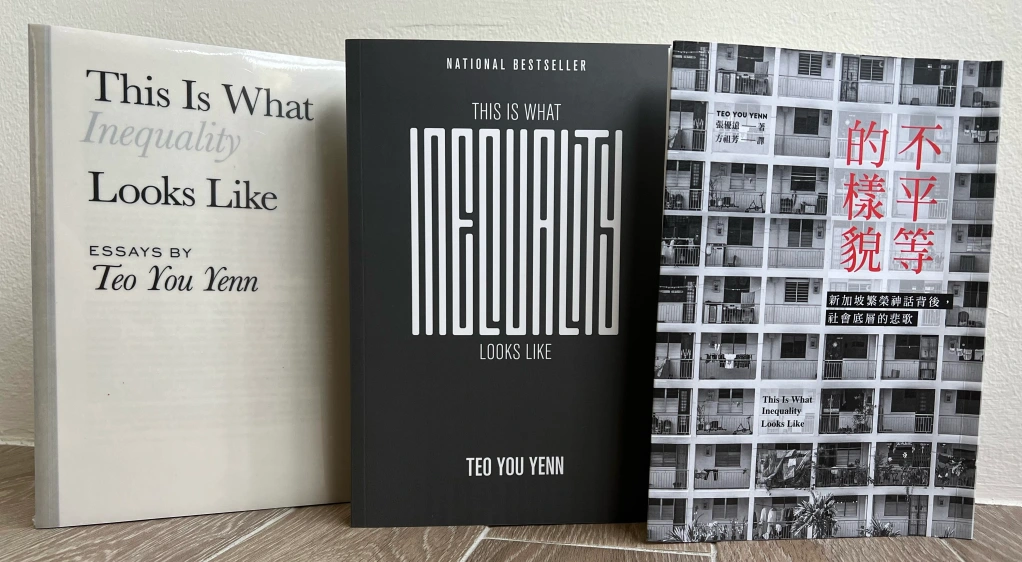 This Is What
Inequality
Looks Like
ESSAYS BY
Teo You Yenn
NATIONAL BESTSELLER
THIS IS WHAT
INEQUALITY
LOOKS LIKE
TEO YOU YENN
TEO YOU YENN
張優遠——著
方祖芳——譯
不平等
的樣貌
新加坡繁榮神話背後，
社會底層的悲歌
This Is What
Inequality
Looks Like